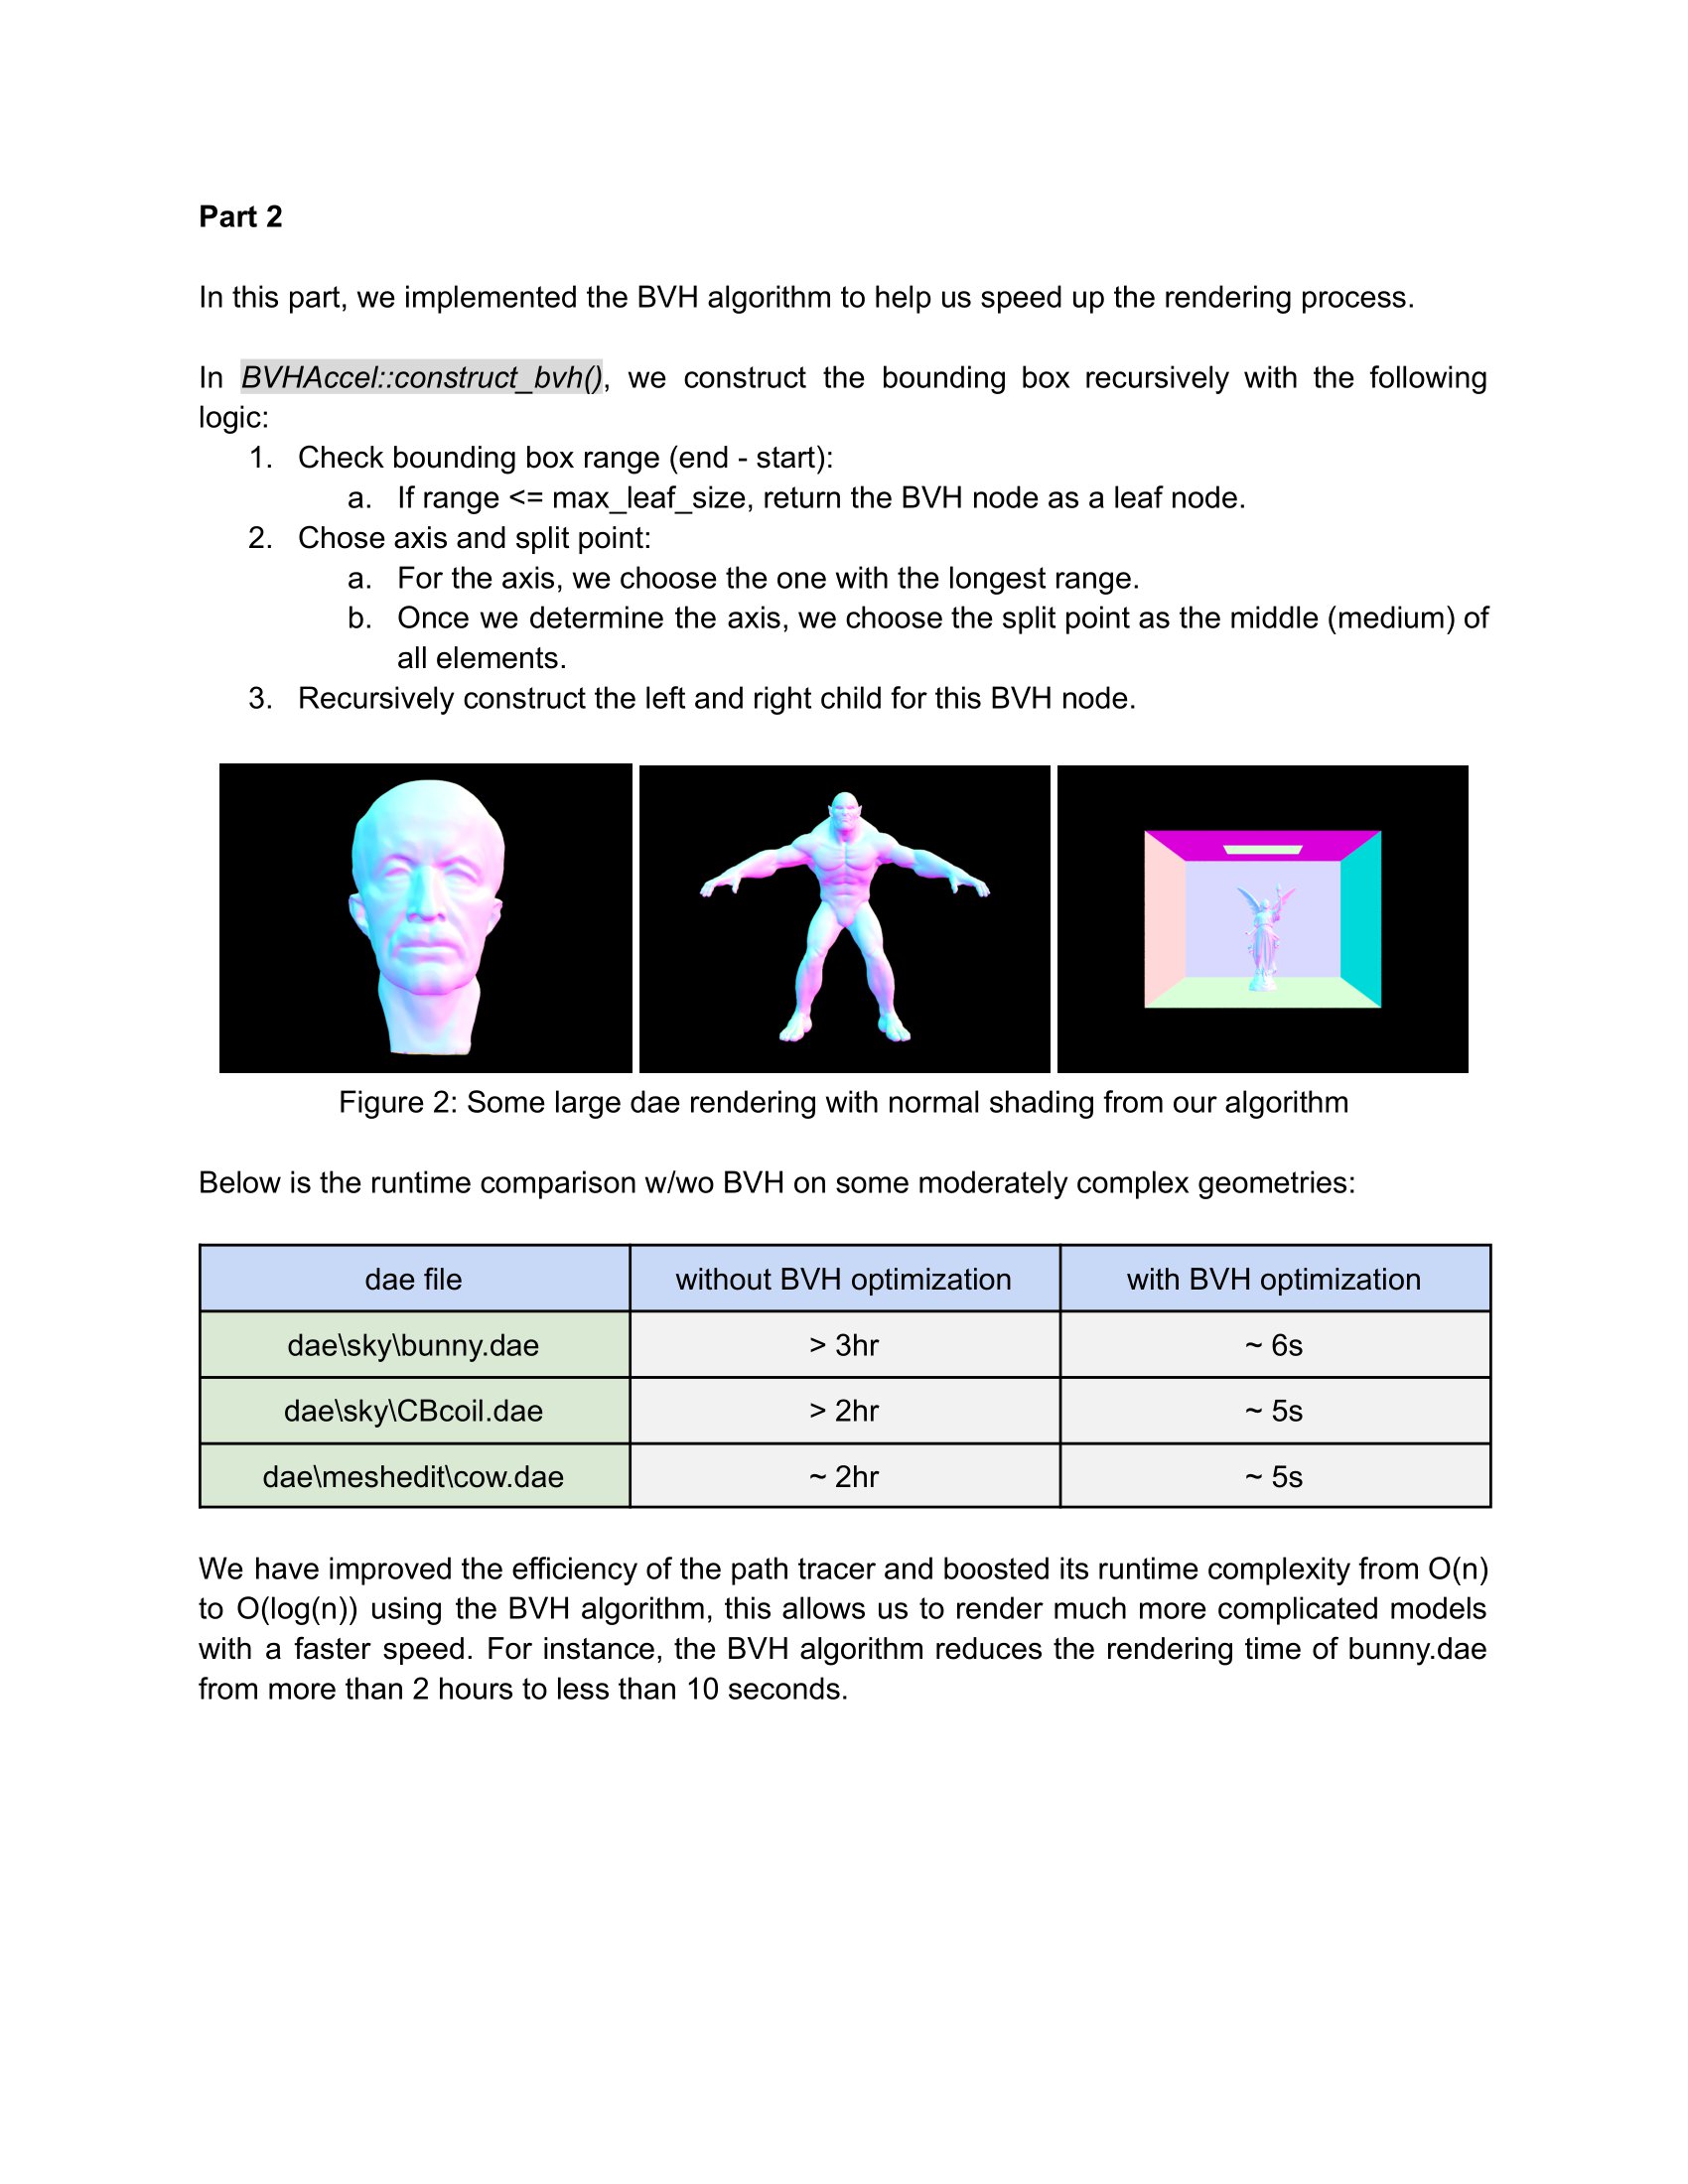 Part 2
In this part, we implemented the BVH algorithm to help us speed up the rendering process.
In BVHAccel::construct_bvh(), we construct the bounding box recursively with the following
logic:
1. Check bounding box range (end - start):
a. If range <= max_leaf_size, return the BVH node as a leaf node.
2. Chose axis and split point:
a. For the axis, we choose the one with the longest range.
b. Once we determine the axis, we choose the split point as the middle (medium) of
all elements.
3. Recursively construct the left and right child for this BVH node.
Figure 2: Some large dae rendering with normal shading from our algorithm
Below is the runtime comparison w/wo BVH on some moderately complex geometries:
dae file without BVH optimization with BVH optimization
dae\sky\bunny.dae > 3hr ~ 6s
dae\sky\CBcoil.dae > 2hr ~ 5s
dae\meshedit\cow.dae ~ 2hr ~ 5s
We have improved the efficiency of the path tracer and boosted its runtime complexity from O(n)
to O(log(n)) using the BVH algorithm, this allows us to render much more complicated models
with a faster speed. For instance, the BVH algorithm reduces the rendering time of bunny.dae
from more than 2 hours to less than 10 seconds.